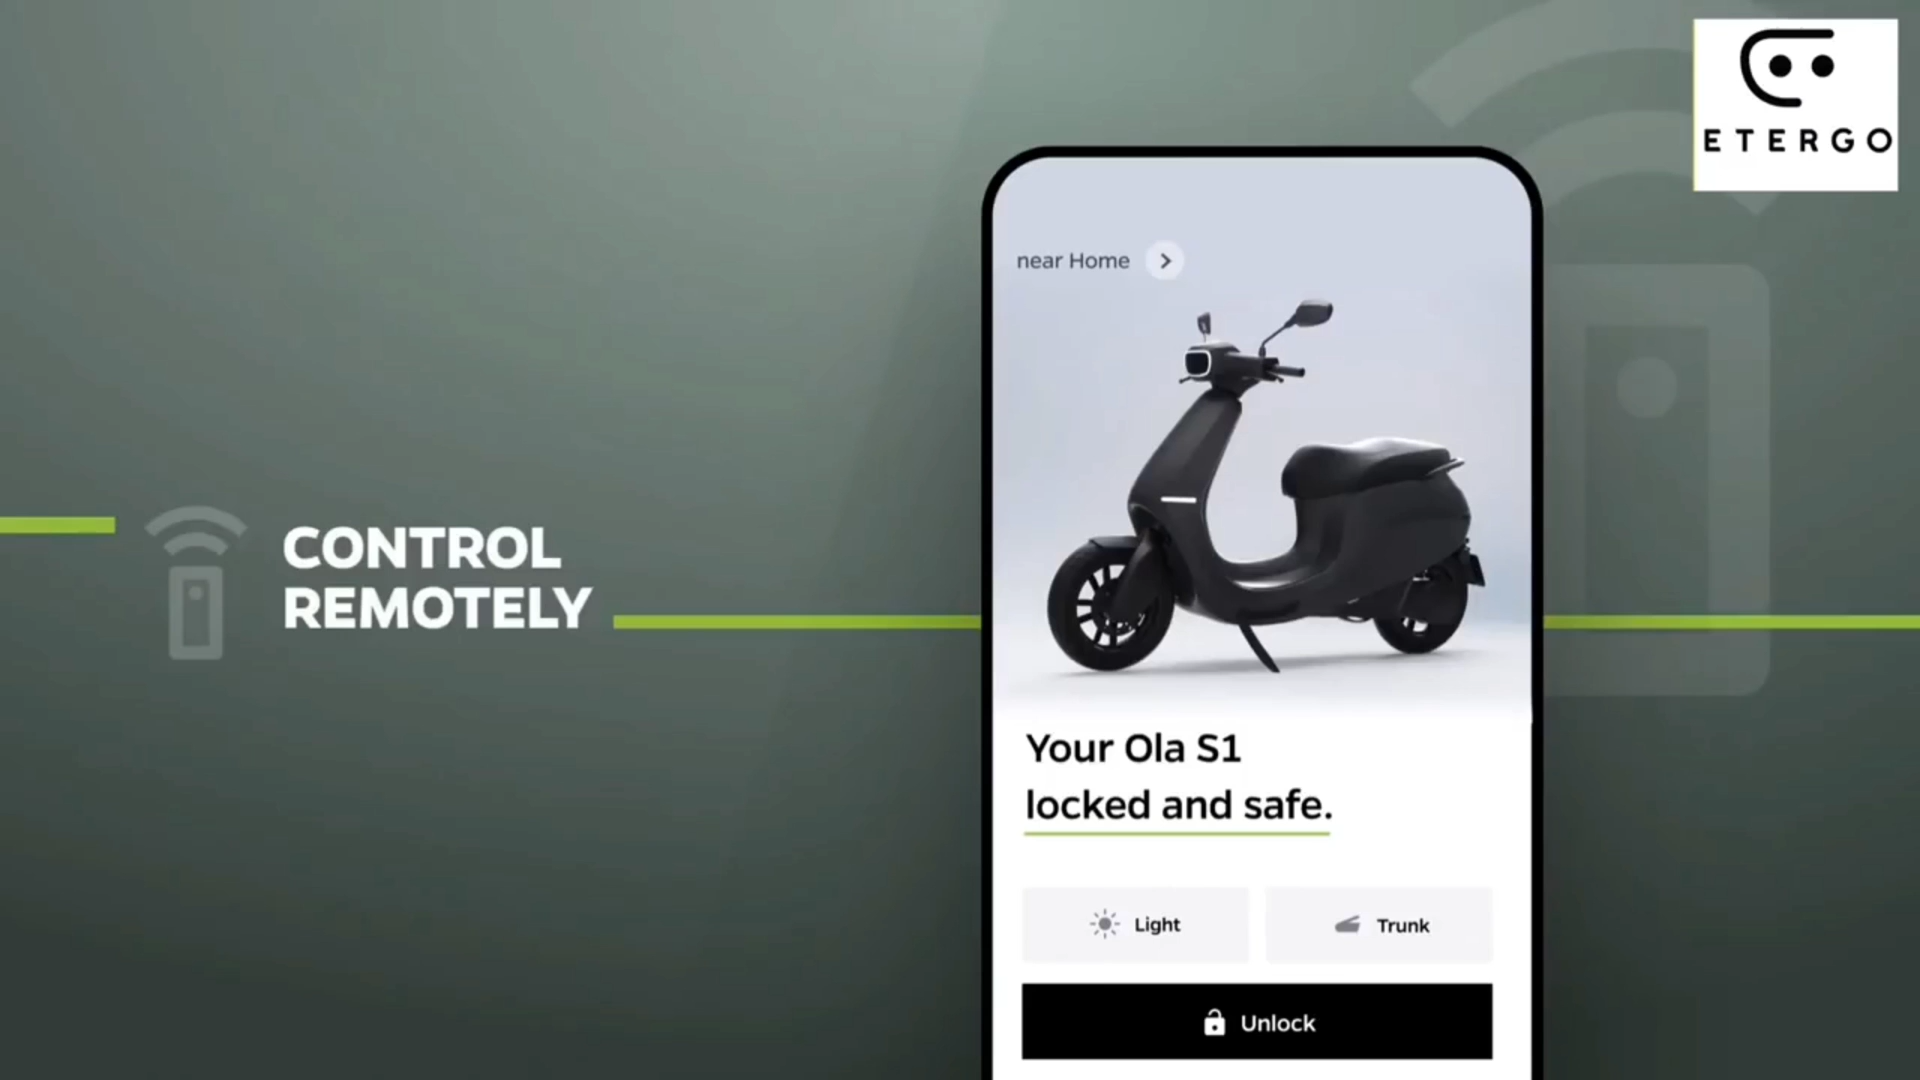 ETERGO
near Home
CONTROL
REMOTELY
Your Ola S1
locked and safe.
Light
Trunk
Unlock